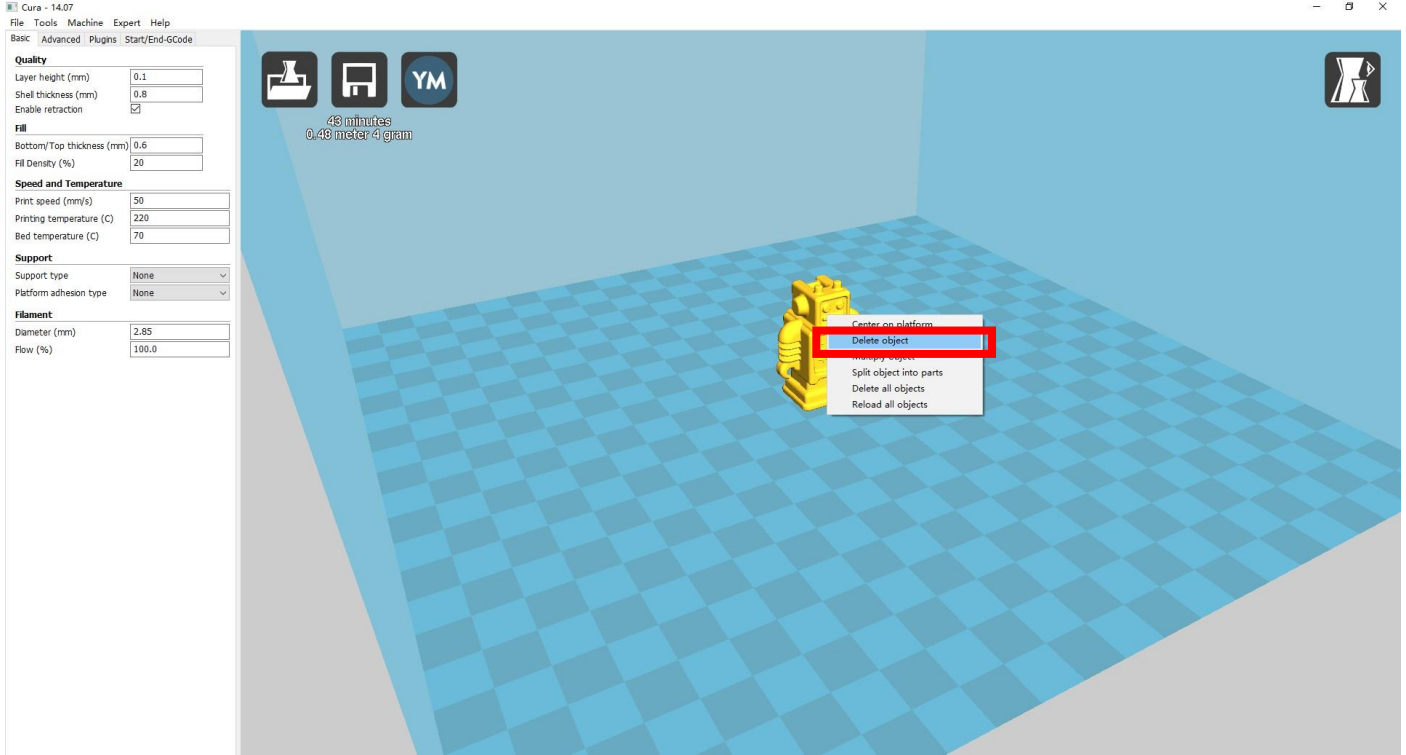 Cura - 14.07
File Tools Machine Expert Help
Basic Advanced Plugins Start/End-GCode
Quality
Layer height (mm) 0.1
Shell thickness (mm) 0.8
Enable retraction
Fill
Bottom/Top thickness (mm) 0.6
Fill Density (%) 20
Speed and Temperature
Print speed (mm/s) 50
Printing temperature (C) 220
Bed temperature (C) 70
Support
Support type None
Platform adhesion type None
Filament
Diameter (mm) 2.85
Flow (%) 100.0
YM
43 minutes
0.48 meter 4 gram
Center on platform
Delete object
Multiply object
Split object into parts
Delete all objects
Reload all objects